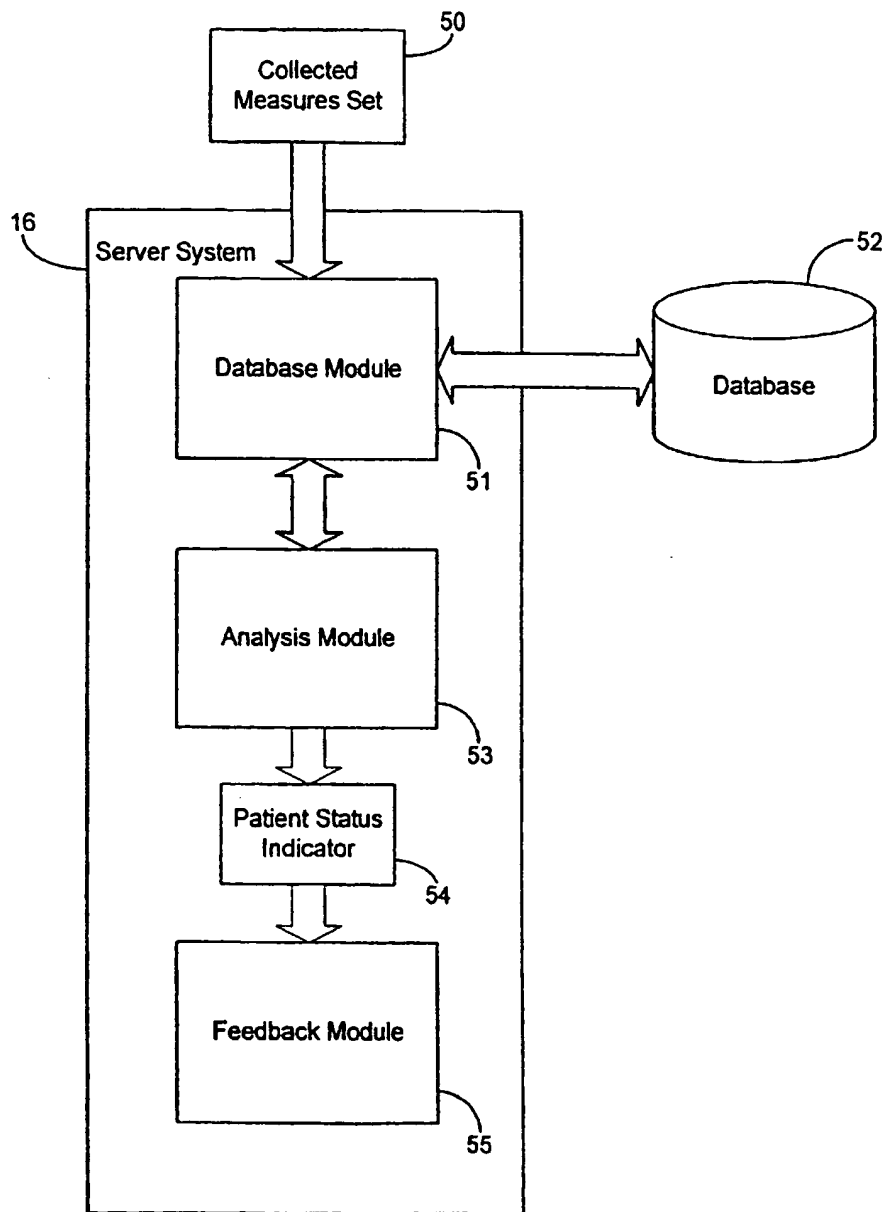 50
Collected
Measures Set
16
Server System
52
Database Module
Database
51
Analysis Module
53
Patient Status
Indicator
54
Feedback Module
55